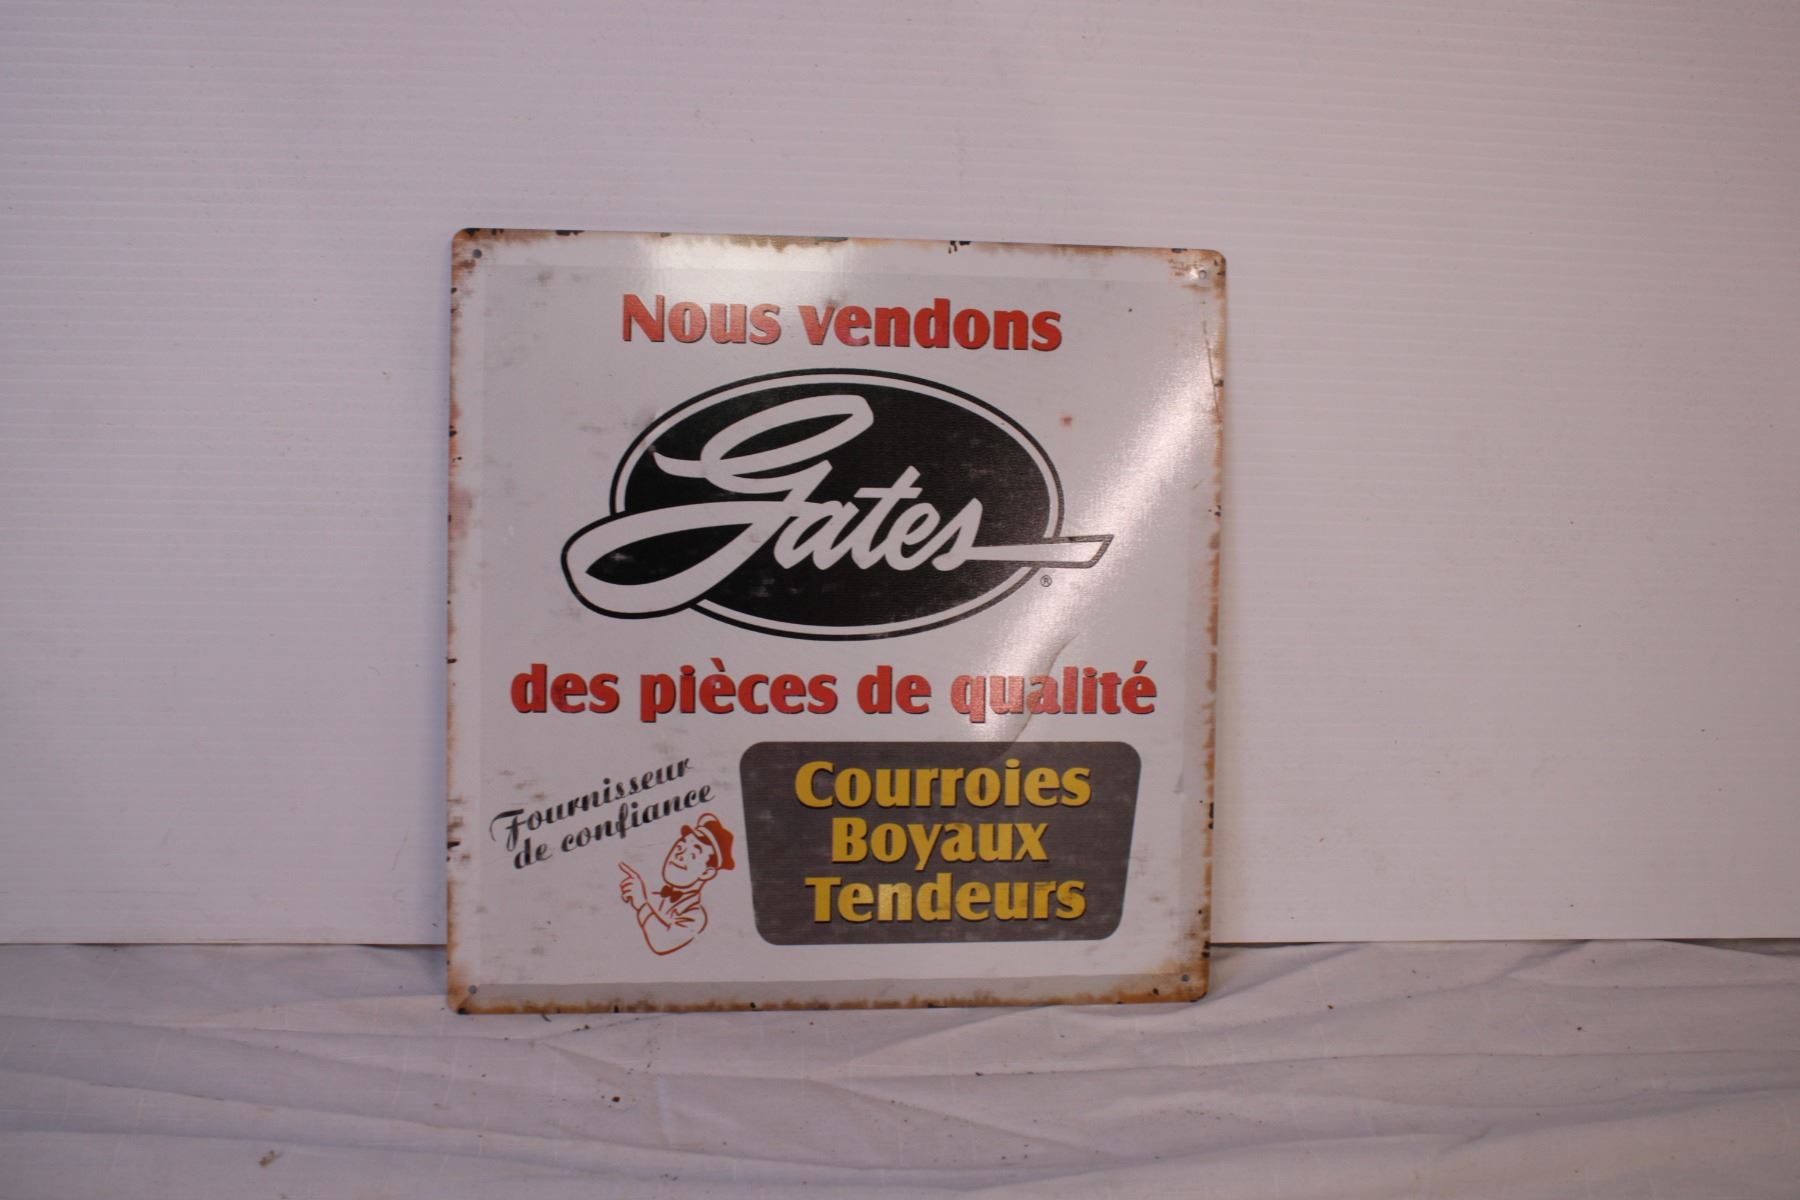 Nous vendons
Gates
®
des pièces de qualité
Fournisseur
de confiance
Courroies
Boyaux
Tendeurs